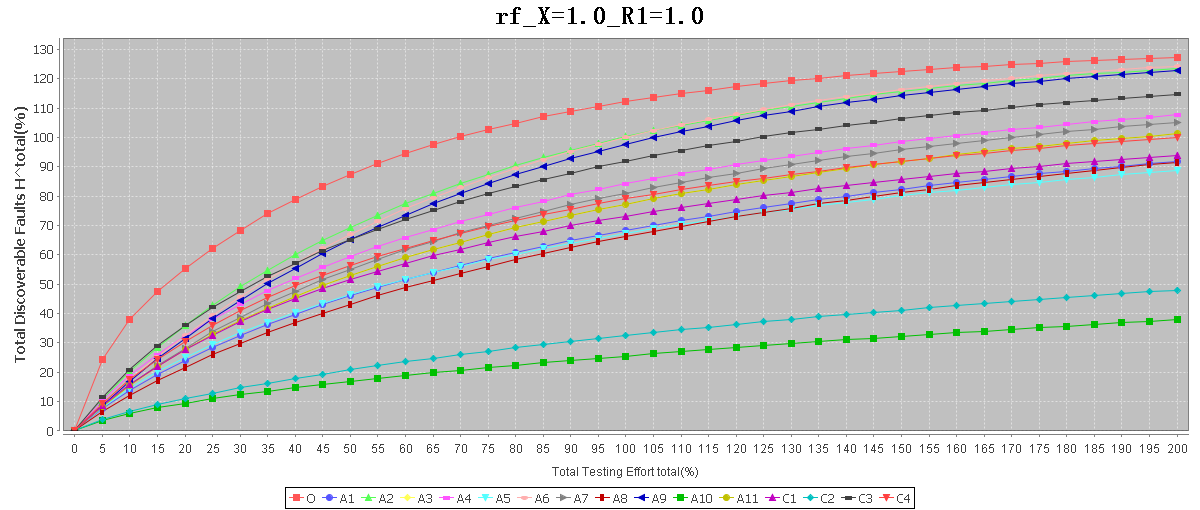 rf_X=1.0_R1=1.0
Total Discoverable Faults H^total(%)
130
120
110
100
90
80
70
60
50
40
30
20
10
0
0 5 10 15 20 25 30 35 40 45 50 55 60 65 70 75 80 85 90 95 100 105 110 115 120 125 130 135 140 145 150 155 160 165 170 175 180 185 190 195 200
Total Testing Effort total(%)
O A1 A2 A3 A4 A5 A6 A7 A8 A9 A10 A11 C1 C2 C3 C4